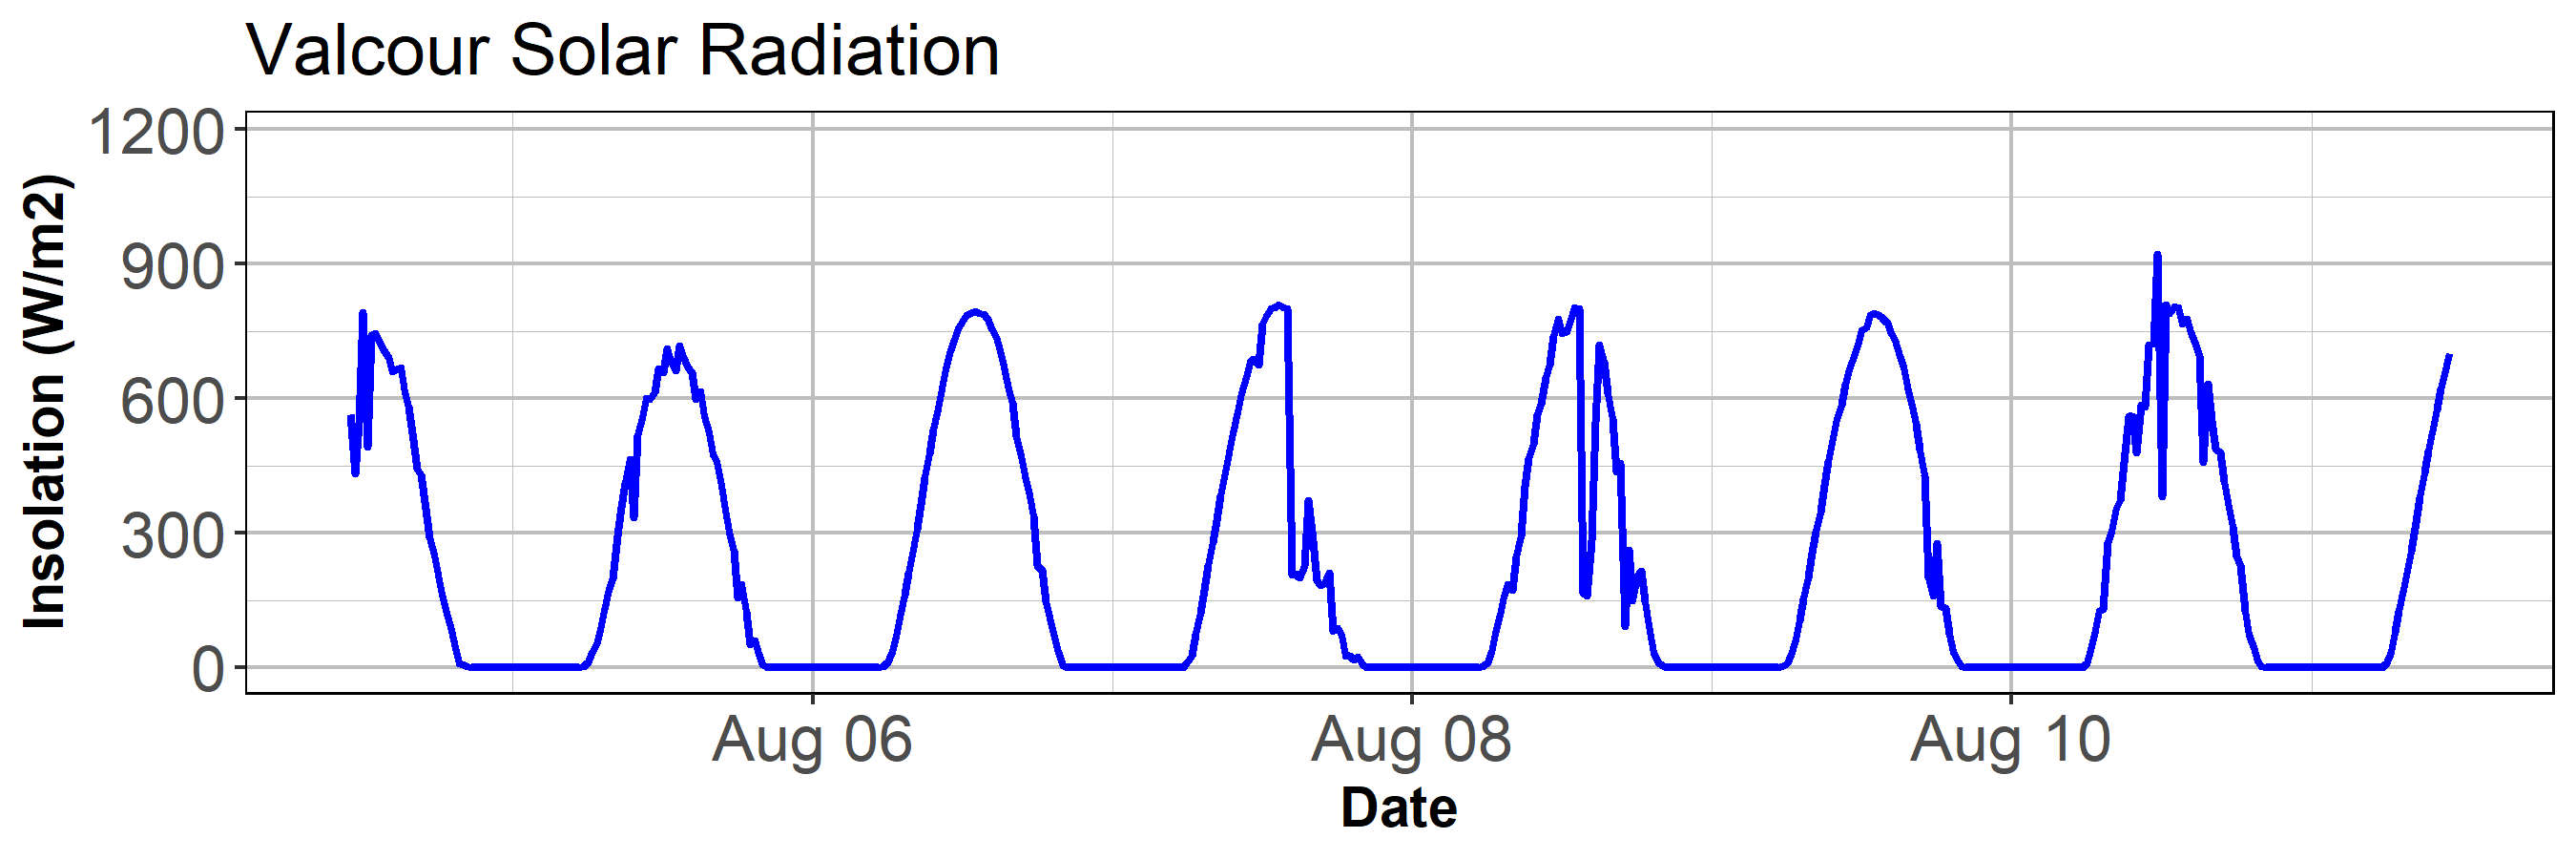 Valcour Solar Radiation
Insolation (W/m2)
1200
900
600
300
0
Aug 06
Aug 08
Aug 10
Date